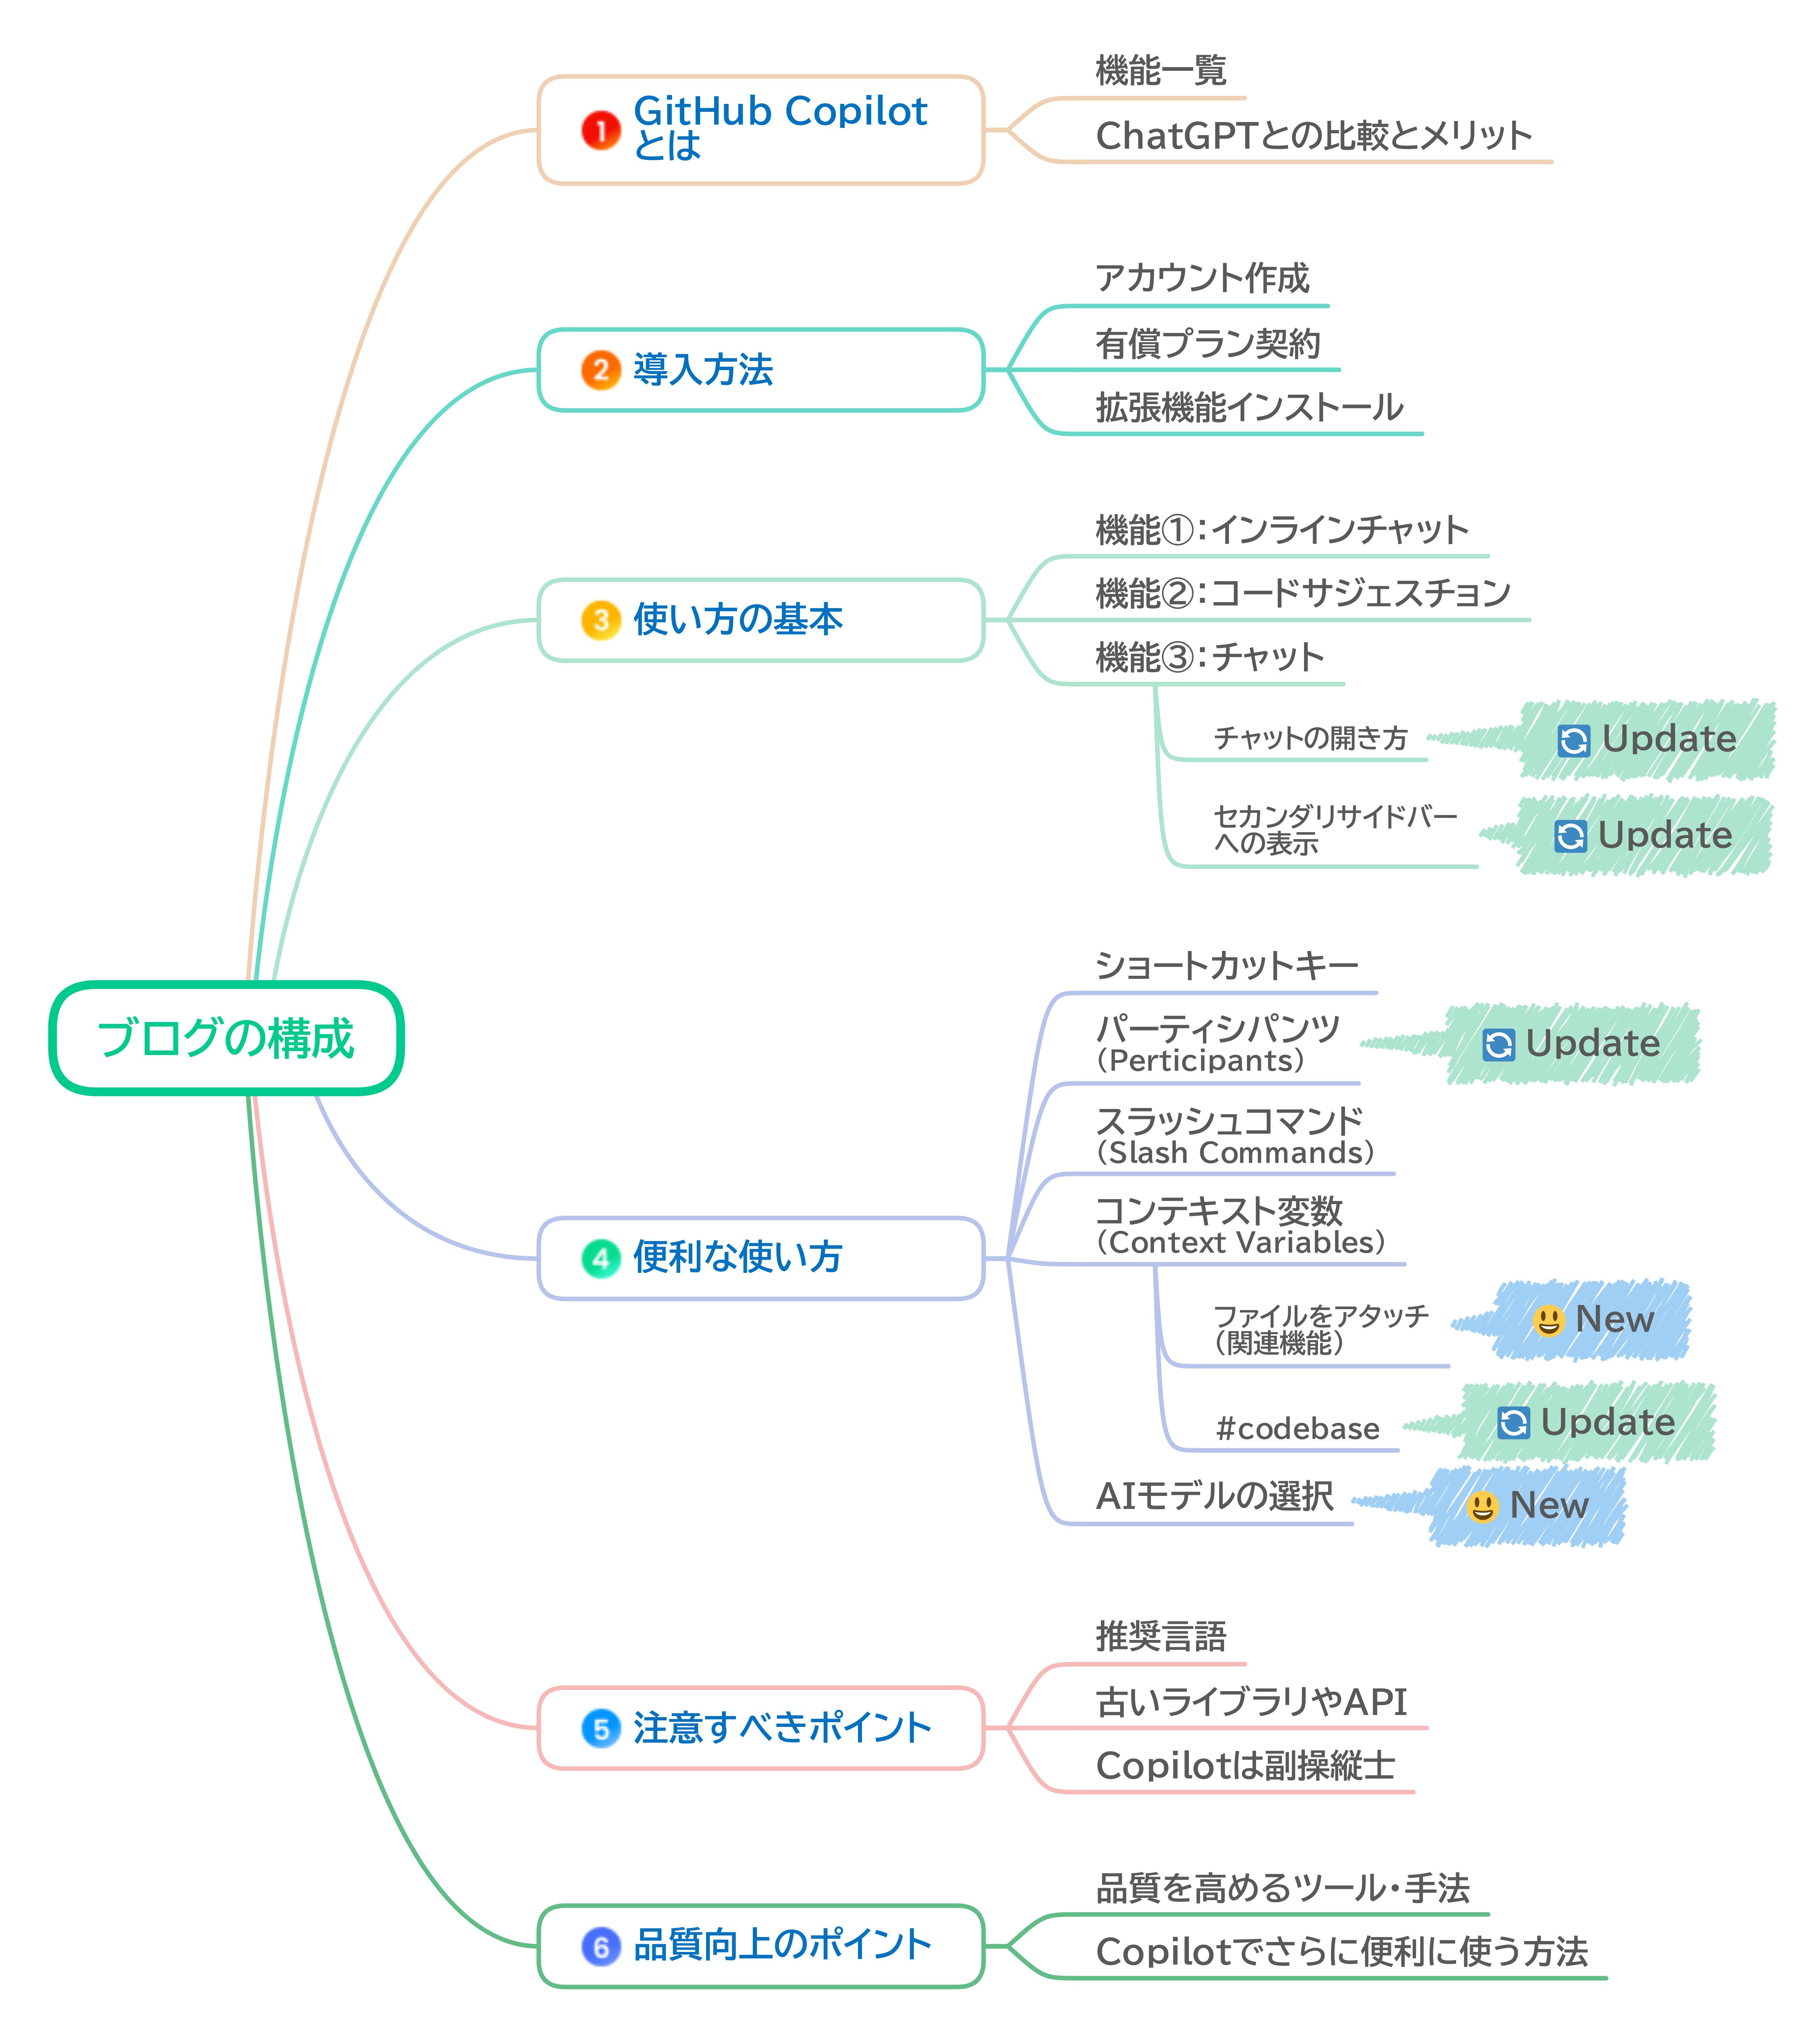 機能一覧
1 GitHub Copilot
とは
ChatGPTとの比較とメリット
アカウント作成
2 導入方法
有償プラン契約
拡張機能インストール
機能①：インラインチャット
3 使い方の基本
機能②：コードサジェスチョン
機能③：チャット
チャットの開き方
Update
セカンダリサイドバー
への表示
Update
ブログの構成
ショートカットキー
パーティシパンツ
（Perticipants）
Update
スラッシュコマンド
（Slash Commands）
コンテキスト変数
（Context Variables）
4 便利な使い方
ファイルをアタッチ
（関連機能）
New
#codebase
Update
AIモデルの選択
New
推奨言語
5 注意すべきポイント
古いライブラリやAPI
Copilotは副操縦士
品質を高めるツール・手法
6 品質向上のポイント
Copilotでさらに便利に使う方法